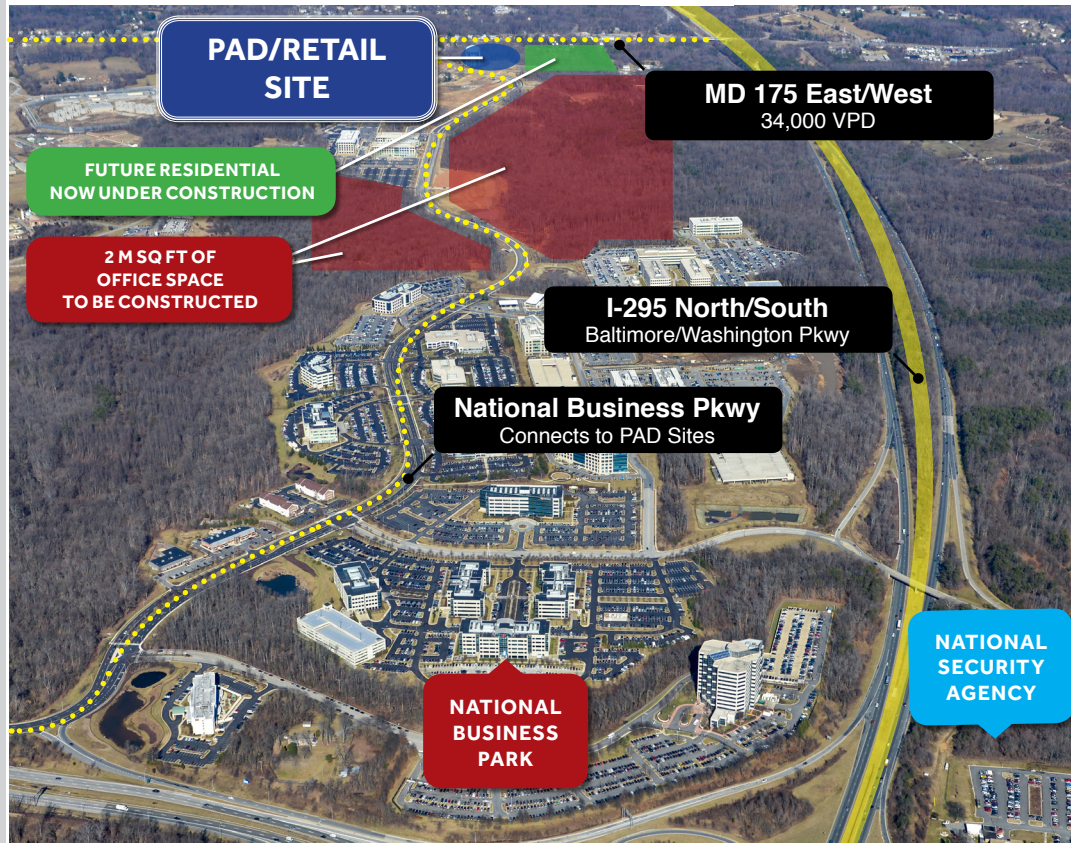 PAD/RETAIL
SITE
MD 175 East/West
34,000 VPD
FUTURE RESIDENTIAL
NOW UNDER CONSTRUCTION
2 M SQ FT OF
OFFICE SPACE
TO BE CONSTRUCTED
I-295 North/South
Baltimore/Washington Pkwy
National Business Pkwy
Connects to PAD Sites
NATIONAL
SECURITY
AGENCY
NATIONAL
BUSINESS
PARK